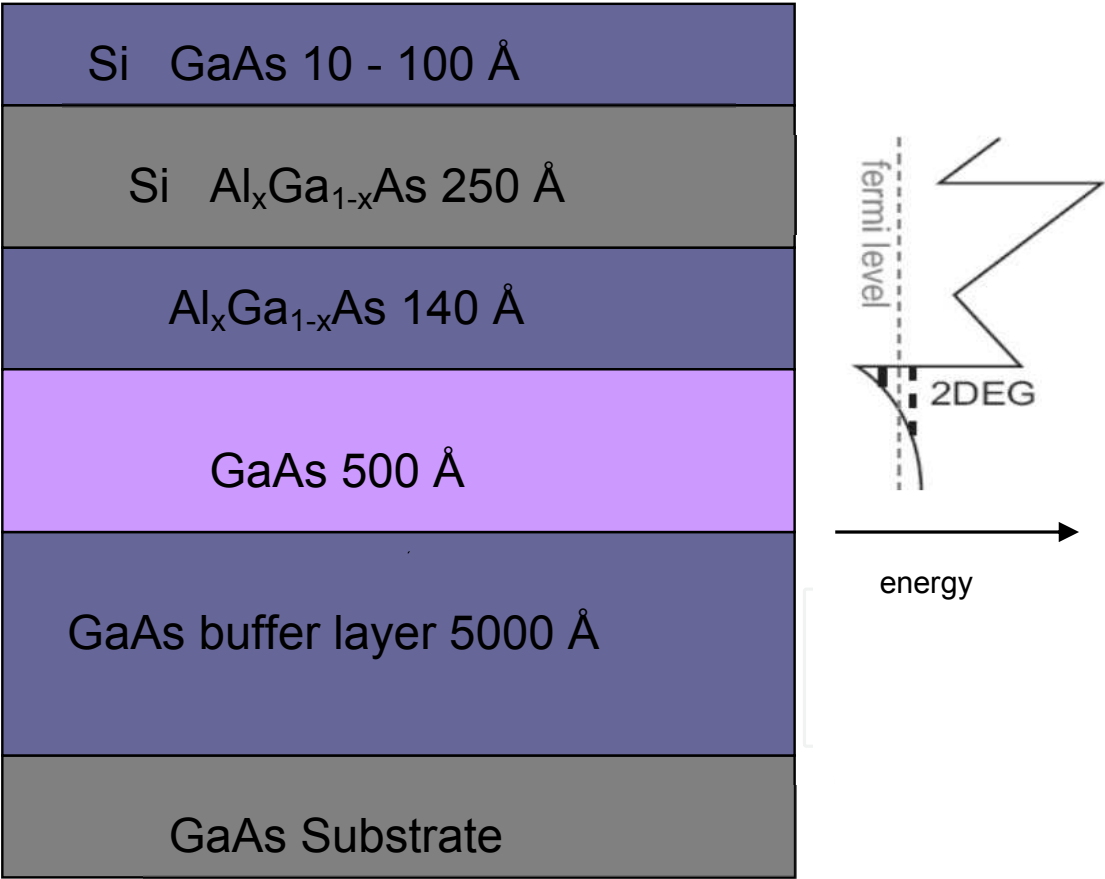 Si GaAs 10 - 100 Å
Si AlₓGa₁₋ₓAs 250 Å
AlₓGa₁₋ₓAs 140 Å
GaAs 500 Å
GaAs buffer layer 5000 Å
GaAs Substrate
fermi level
2DEG
energy